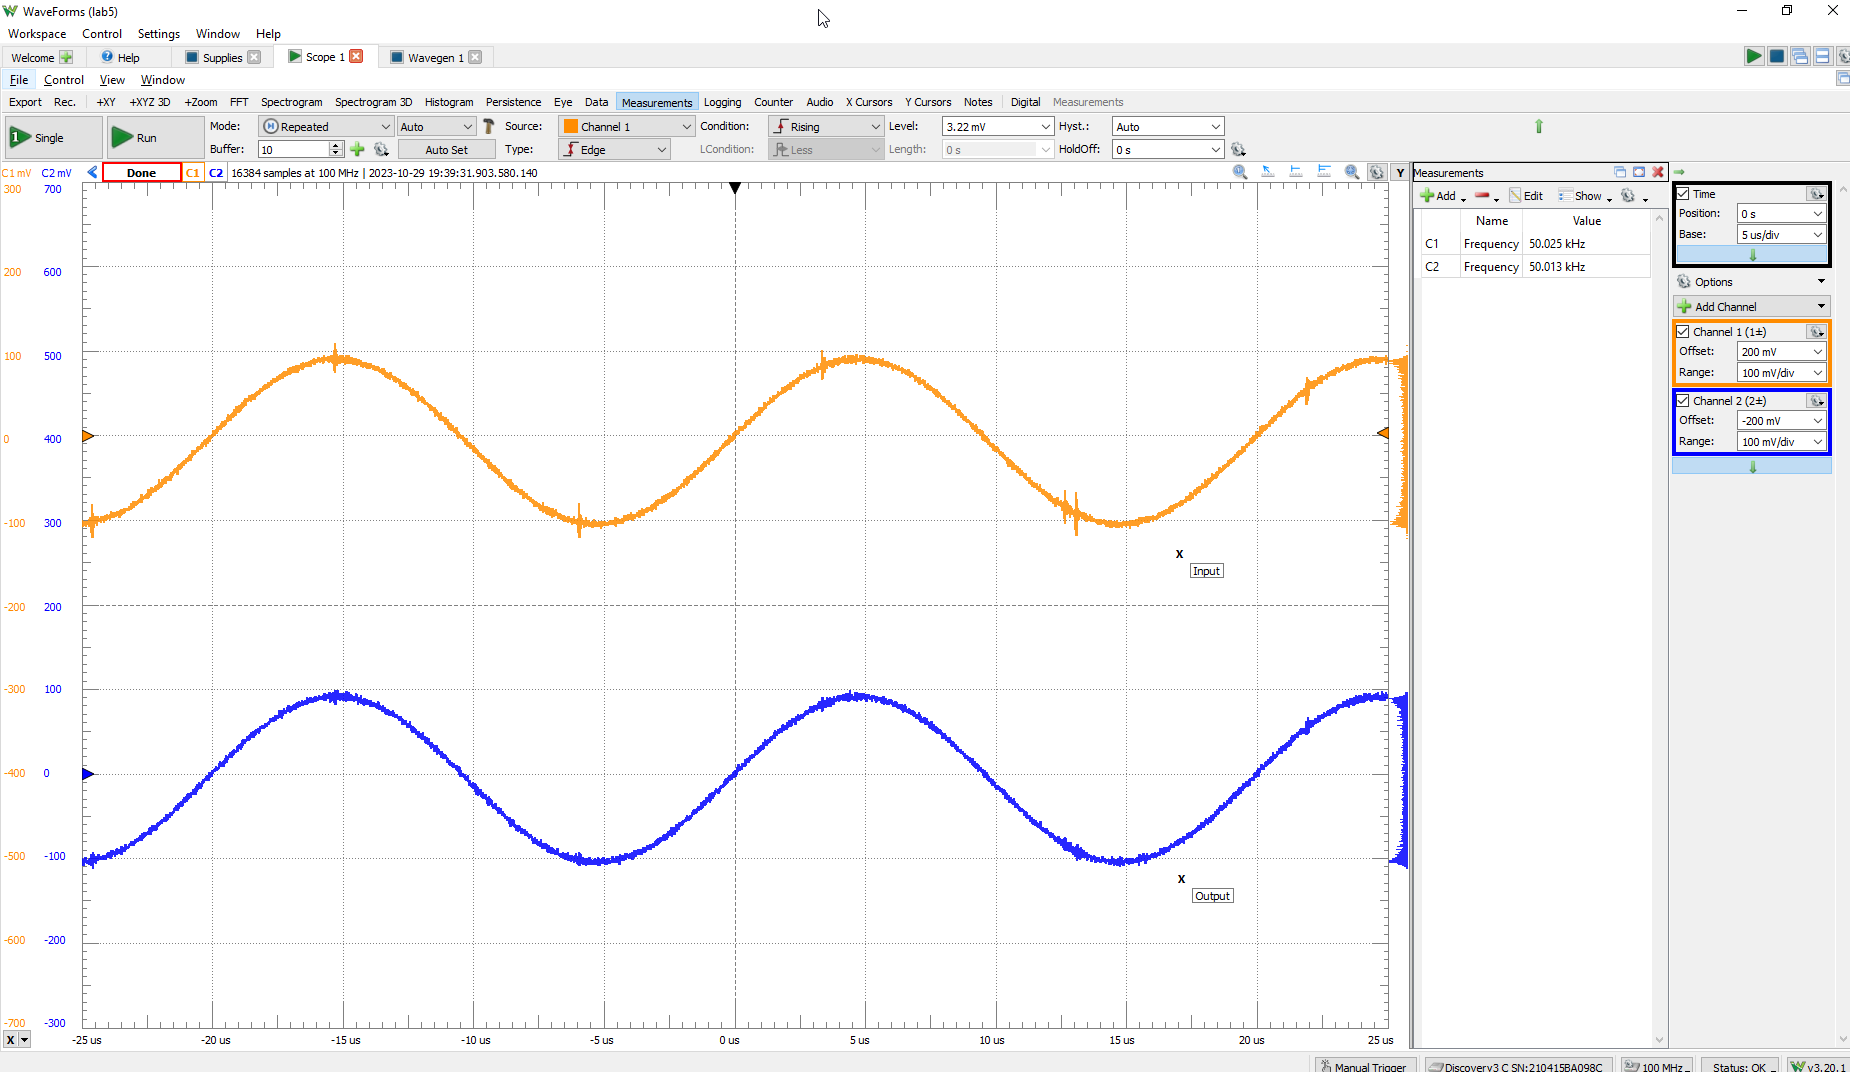 WaveForms (lab5)
Workspace Control Settings Window Help
Welcome Help Supplies Scope 1 Wavegen 1
File Control View Window
Export Rec. +XY +XYZ 3D +Zoom FFT Spectrogram Spectrogram 3D Histogram Persistence Eye Data Measurements Logging Counter Audio X Cursors Y Cursors Notes Digital Measurements
Single Run Mode: Repeated Auto Source: Channel 1 Condition: Rising Level: 3.22 mV Hyst.: Auto
Buffer: 10 Auto Set Type: Edge LCondition: Less Length: 0 s HoldOff: 0 s
C1 mV C2 mV Done C1 C2 16384 samples at 100 MHz | 2023-10-29 19:39:31.903.580.140 Y
300 700
200 600
100 500
0 400
-100 300
-200 200
-300 100
-400 0
-500 -100
-600 -200
-700 -300
X Input
X Output
X -25 us -20 us -15 us -10 us -5 us 0 us 5 us 10 us 15 us 20 us 25 us
Measurements
Add Edit Show
Name Value
C1 Frequency 50.025 kHz
C2 Frequency 50.013 kHz
Time
Position: 0 s
Base: 5 us/div
Options
Add Channel
Channel 1 (1±)
Offset: 200 mV
Range: 100 mV/div
Channel 2 (2±)
Offset: -200 mV
Range: 100 mV/div
Manual Trigger Discovery3 C SN:210415BA098C 100 MHz Status: OK v3.20.1